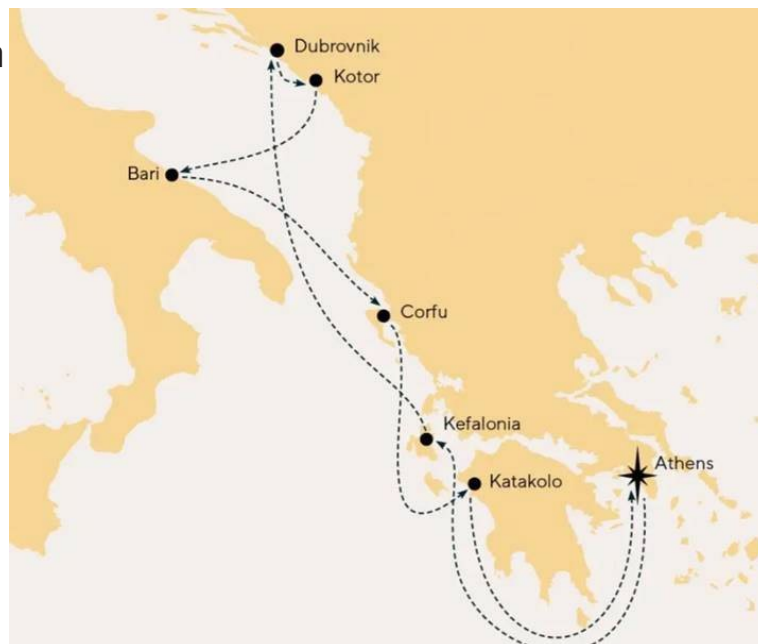 Dubrovnik
Kotor
Bari
Corfu
Kefalonia
Athens
Katakolo